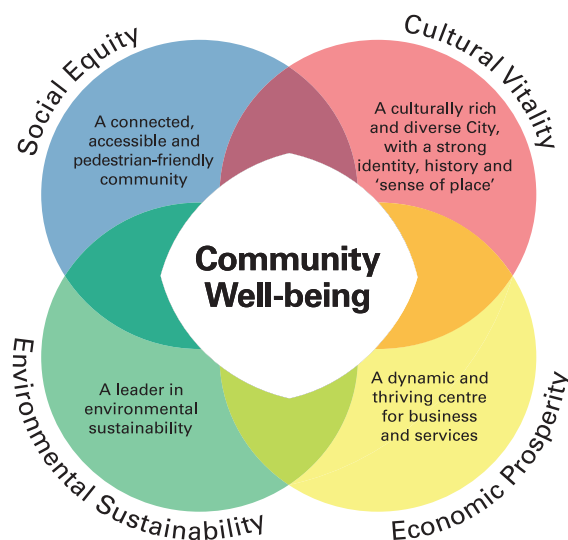 Social Equity
Cultural Vitality
A connected,
accessible and
pedestrian-friendly
community
A culturally rich
and diverse City,
with a strong
identity, history and
‘sense of place’
Community
Well-being
A leader in
environmental
sustainability
A dynamic and
thriving centre
for business
and services
Environmental Sustainability
Economic Prosperity